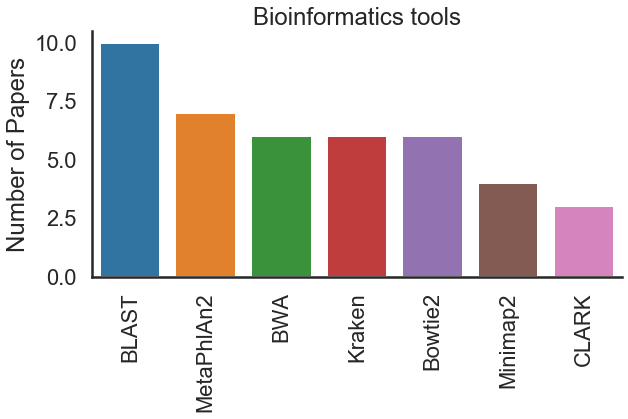 Bioinformatics tools
Number of Papers
10.0
7.5
5.0
2.5
0.0
BLAST
MetaPhlAn2
BWA
Kraken
Bowtie2
Minimap2
CLARK